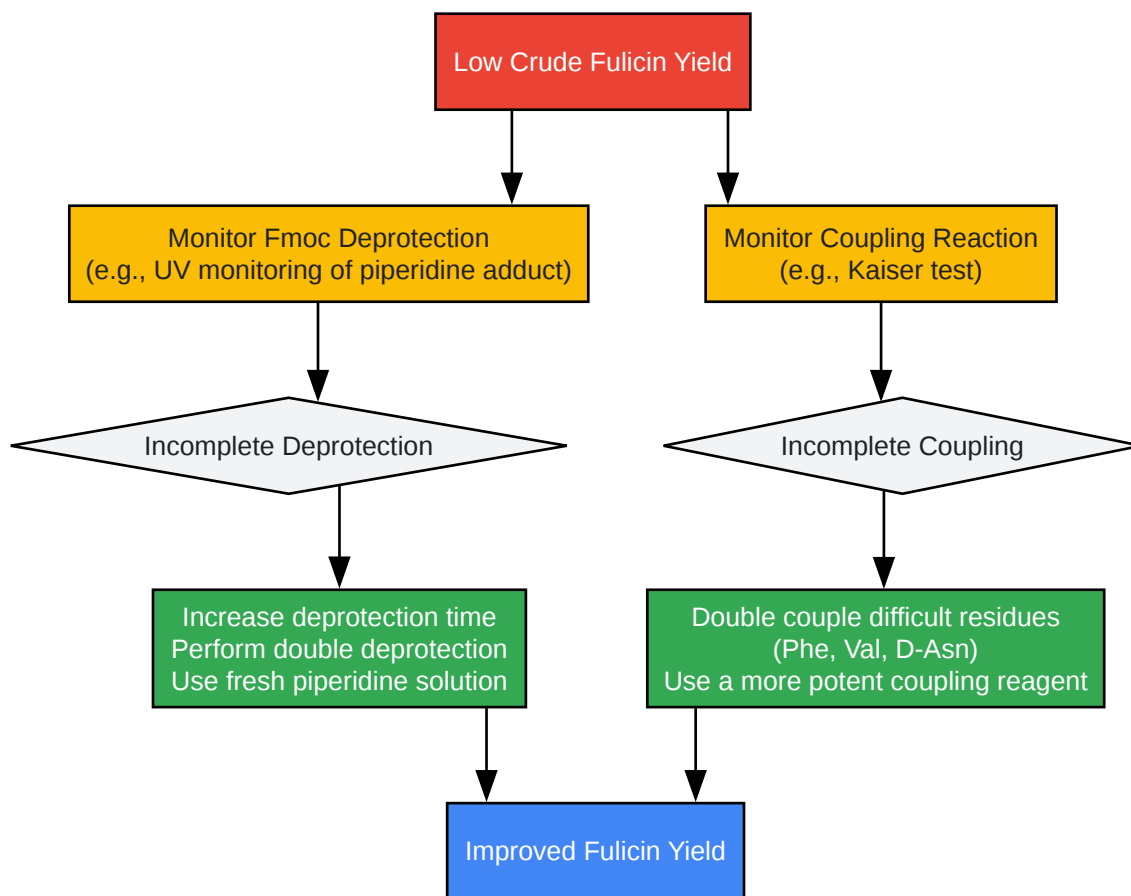 Low Crude Fulicin Yield
Monitor Fmoc Deprotection
(e.g., UV monitoring of piperidine adduct)
Monitor Coupling Reaction
(e.g., Kaiser test)
Incomplete Deprotection
Incomplete Coupling
Increase deprotection time
Perform double deprotection
Use fresh piperidine solution
Double couple difficult residues
(Phe, Val, D-Asn)
Use a more potent coupling reagent
Improved Fulicin Yield